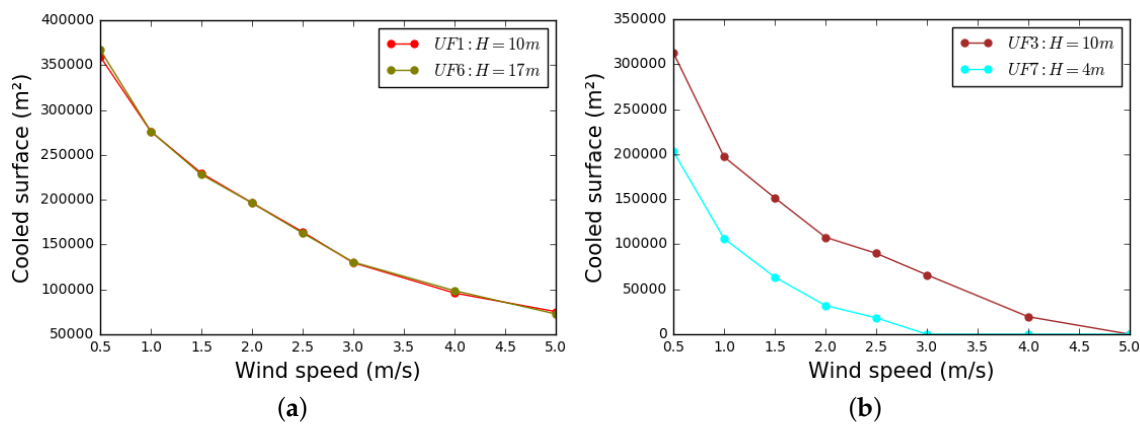 400000
350000
300000
250000
200000
150000
100000
50000
Cooled surface (m²)
UF1 : H = 10m
UF6 : H = 17m
0.5 1.0 1.5 2.0 2.5 3.0 3.5 4.0 4.5 5.0
Wind speed (m/s)
(a)
350000
300000
250000
200000
150000
100000
50000
0
Cooled surface (m²)
UF3 : H = 10m
UF7 : H = 4m
0.5 1.0 1.5 2.0 2.5 3.0 3.5 4.0 4.5 5.0
Wind speed (m/s)
(b)